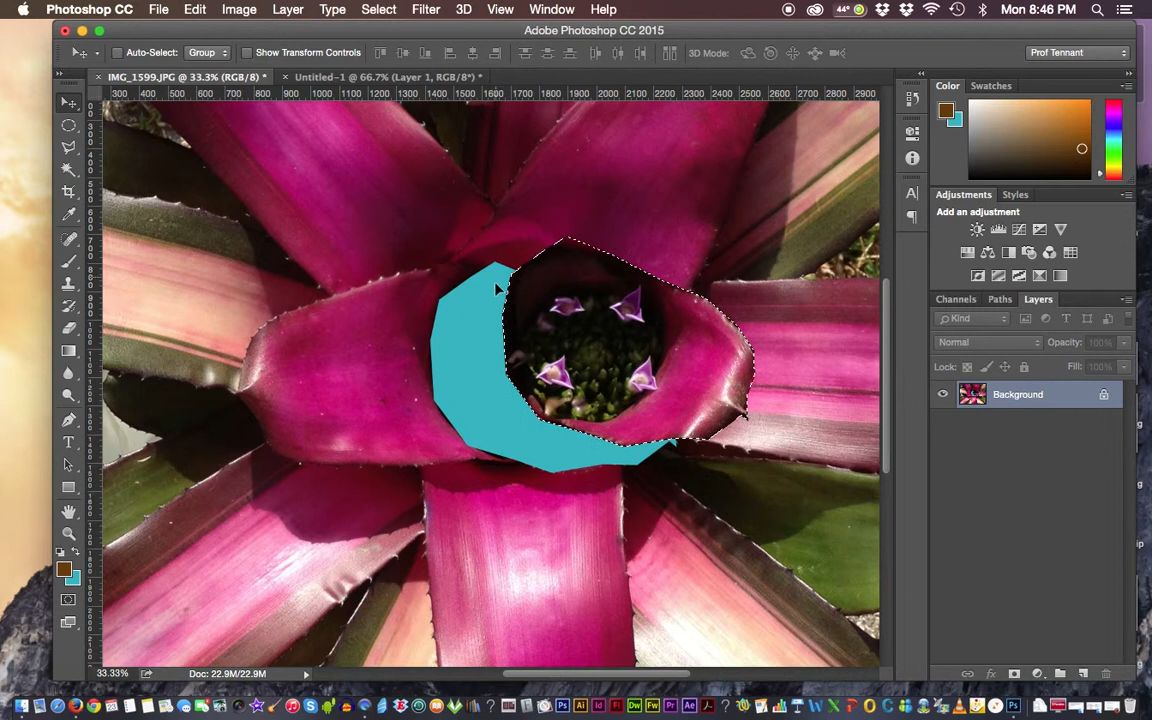 Photoshop CC File Edit Image Layer Type Select Filter 3D View Window Help 44° Mon 8:46 PM
Adobe Photoshop CC 2015
Auto-Select: Group Show Transform Controls 3D Mode: Prof Tennant
× IMG_1599.JPG @ 33.3% (RGB/8) * × Untitled-1 @ 66.7% (Layer 1, RGB/8*) *
300 400 500 600 700 800 900 1000 1100 1200 1300 1400 1500 1600 1700 1800 1900 2000 2100 2200 2300 2400 2500 2600 2700 2800 2900
Color Swatches
Adjustments Styles
Add an adjustment
Channels Paths Layers
Kind
Normal Opacity: 100%
Lock: Fill: 100%
Background
33.33% Doc: 22.9M/22.9M